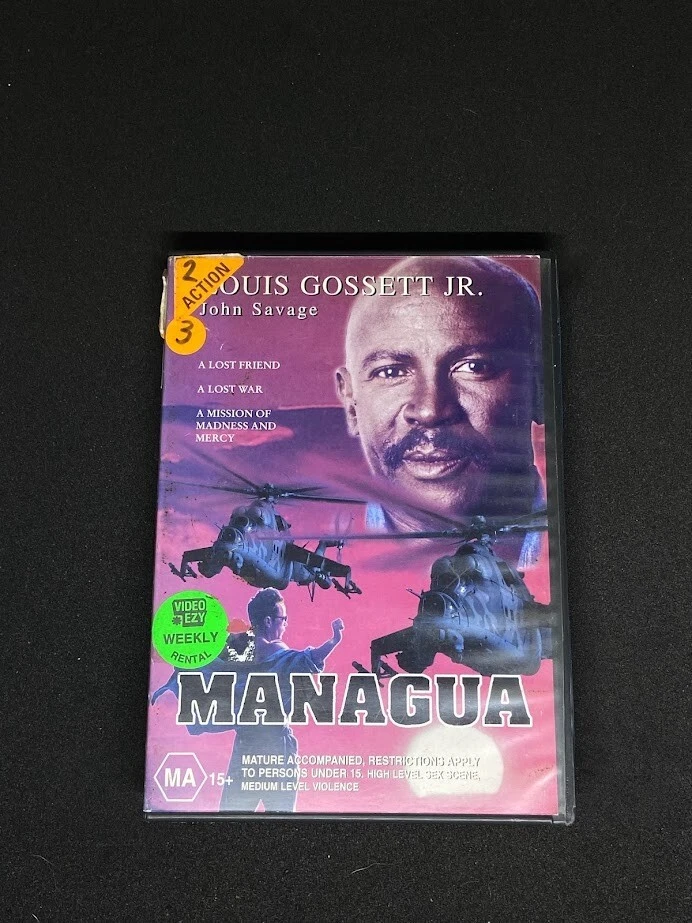 2
ACTION
3
LOUIS GOSSETT JR.
John Savage
A LOST FRIEND
A LOST WAR
A MISSION OF
MADNESS AND
MERCY
VIDEO
EZY
WEEKLY
RENTAL
MANAGUA
MA 15+
MATURE ACCOMPANIED, RESTRICTIONS APPLY
TO PERSONS UNDER 15. HIGH LEVEL SEX SCENE,
MEDIUM LEVEL VIOLENCE